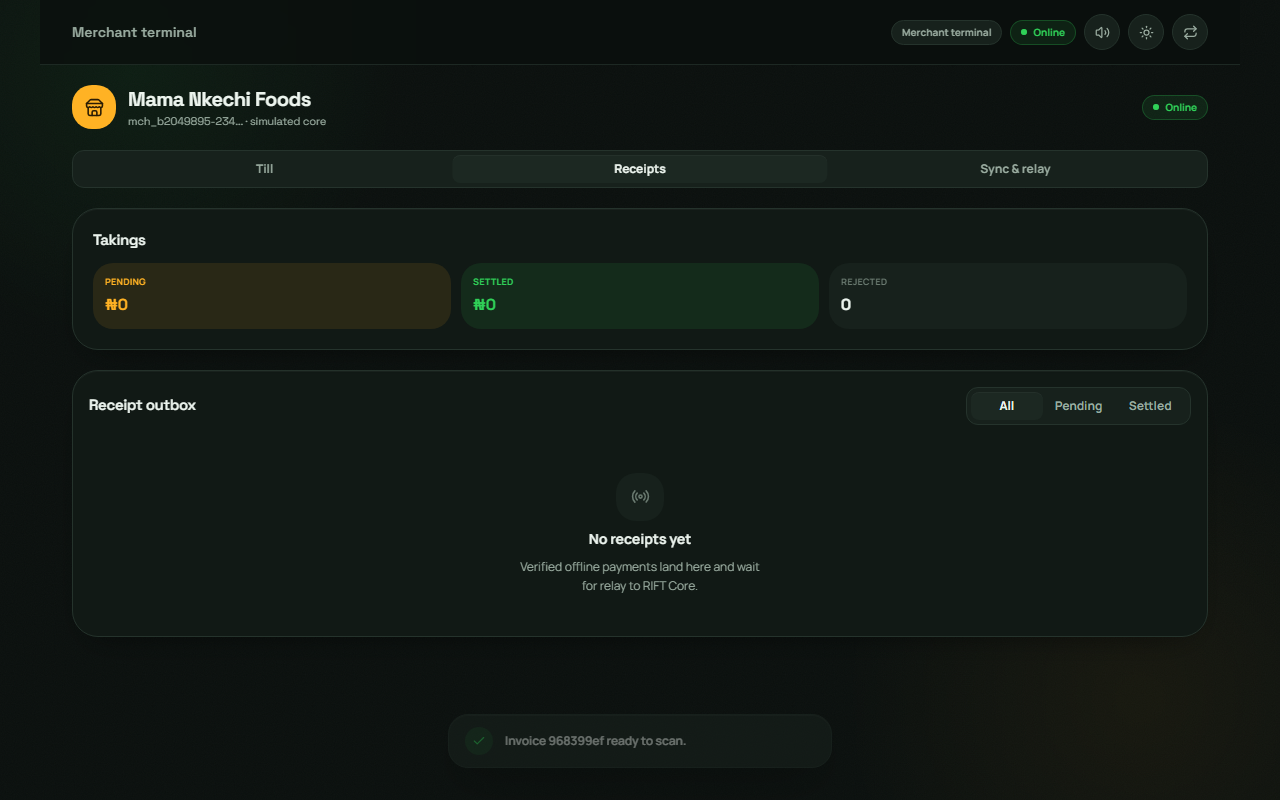 Merchant terminal
Merchant terminal
Online
Mama Nkechi Foods
mch_b2049895-234... · simulated core
Online
Till
Receipts
Sync & relay
Takings
PENDING
₦0
SETTLED
₦0
REJECTED
0
Receipt outbox
All
Pending
Settled
No receipts yet
Verified offline payments land here and wait
for relay to RIFT Core.
Invoice 968399ef ready to scan.